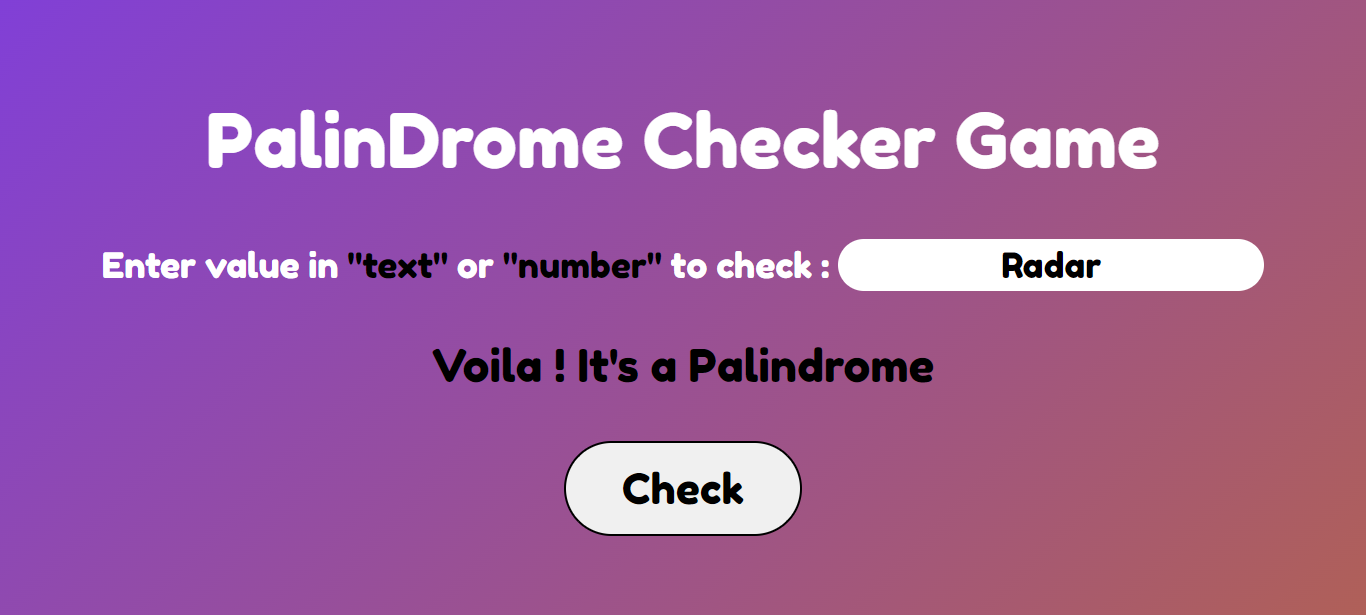 PalinDrome Checker Game
Enter value in "text" or "number" to check : Radar
Voila ! It's a Palindrome
Check